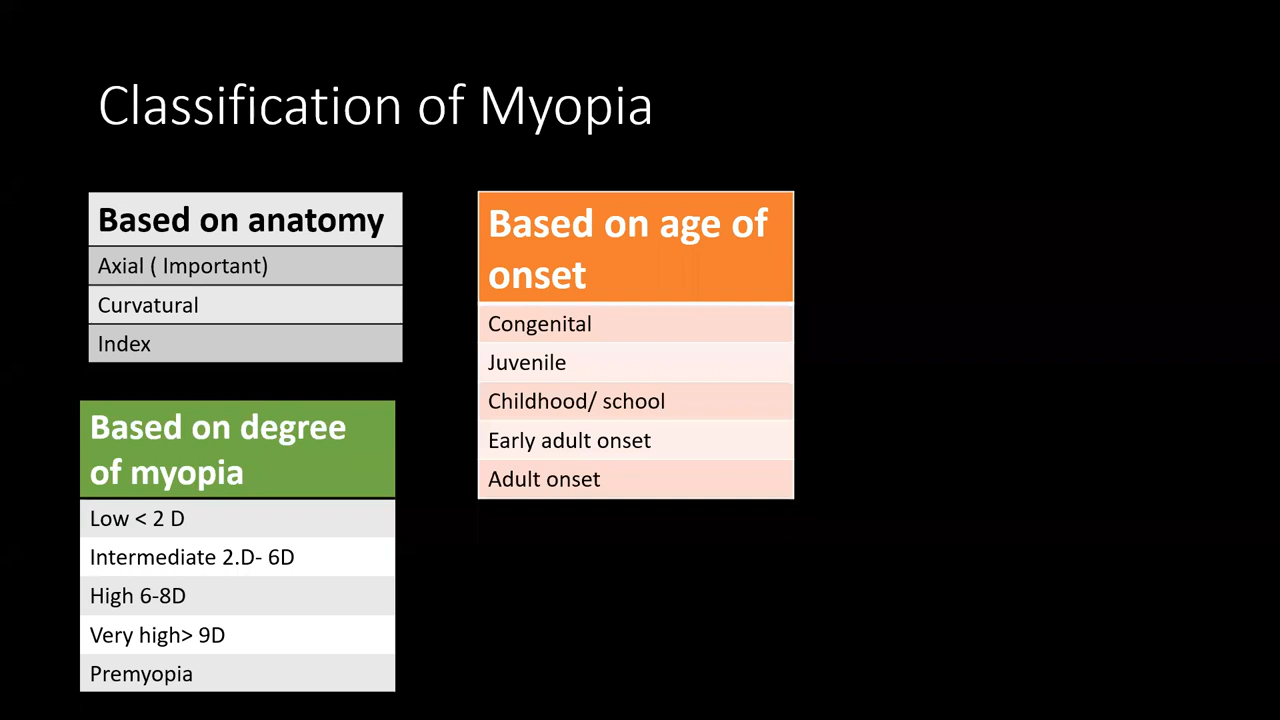 Classification of Myopia
Based on anatomy
Axial ( Important)
Curvatural
Index
Based on degree
of myopia
Low < 2 D
Intermediate 2.D- 6D
High 6-8D
Very high> 9D
Premyopia
Based on age of
onset
Congenital
Juvenile
Childhood/ school
Early adult onset
Adult onset